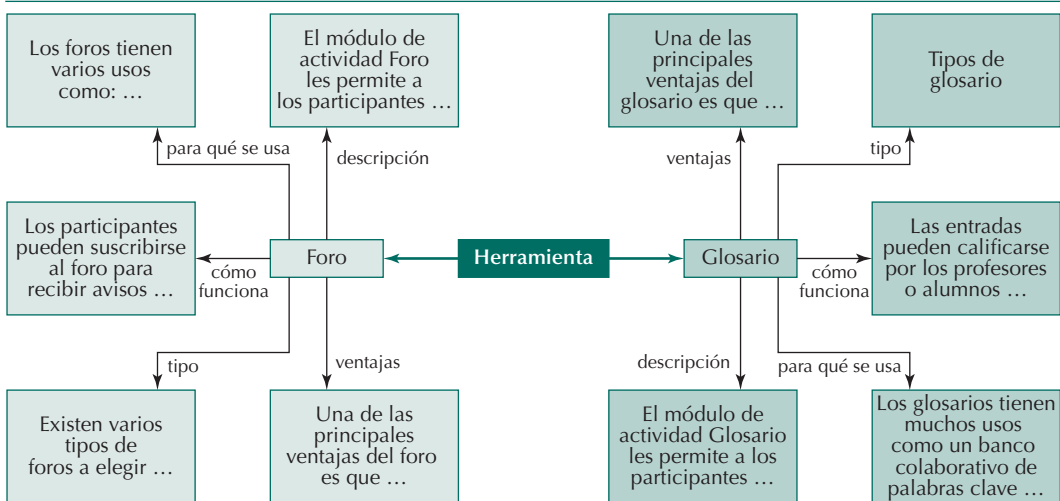 Los foros tienen
varios usos
como: …
El módulo de
actividad Foro
les permite a
los participantes …
Una de las
principales
ventajas del
glosario es que …
Tipos de
glosario
para qué se usa
descripción
ventajas
tipo
Los participantes
pueden suscribirse
al foro para
recibir avisos …
cómo
funciona
Foro
Herramienta
Glosario
cómo
funciona
Las entradas
pueden calificarse
por los profesores
o alumnos …
tipo
ventajas
descripción
para qué se usa
Existen varios
tipos de
foros a elegir …
Una de las
principales
ventajas del foro
es que …
El módulo de
actividad Glosario
les permite a los
participantes …
Los glosarios tienen
muchos usos
como un banco
colaborativo de
palabras clave …